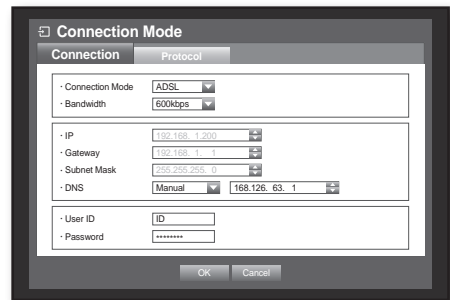 Connection Mode
Connection Protocol
· Connection Mode ADSL
· Bandwidth 600kbps
· IP 192.168. 1.200
· Gateway 192.168. 1. 1
· Subnet Mask 255.255.255. 0
· DNS Manual 168.126. 63. 1
· User ID ID
· Password ********
OK Cancel